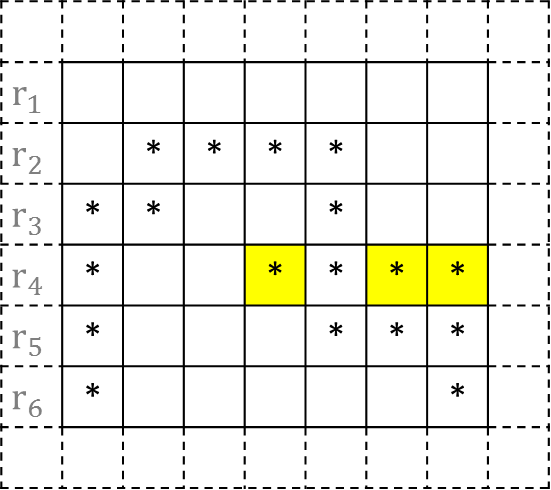 r₁
r₂ * * * *
r₃ * * *
r₄ * * * * *
r₅ * * * *
r₆ * *